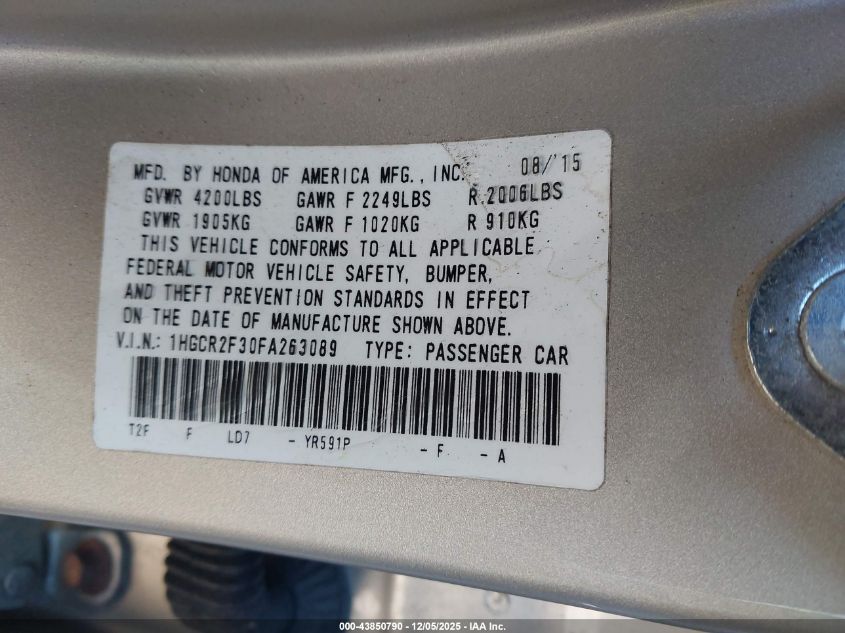 MFD. BY HONDA OF AMERICA MFG., INC. 08/'15
GVWR 4200LBS GAWR F 2249LBS R 2006LBS
GVWR 1905KG GAWR F 1020KG R 910KG
THIS VEHICLE CONFORMS TO ALL APPLICABLE
FEDERAL MOTOR VEHICLE SAFETY, BUMPER,
AND THEFT PREVENTION STANDARDS IN EFFECT
ON THE DATE OF MANUFACTURE SHOWN ABOVE.
V.I.N.: 1HGCR2F30FA263089 TYPE: PASSENGER CAR
T2F F LD7 - YR591P - F - A
000-43850790 - 12/05/2025 - IAA Inc.